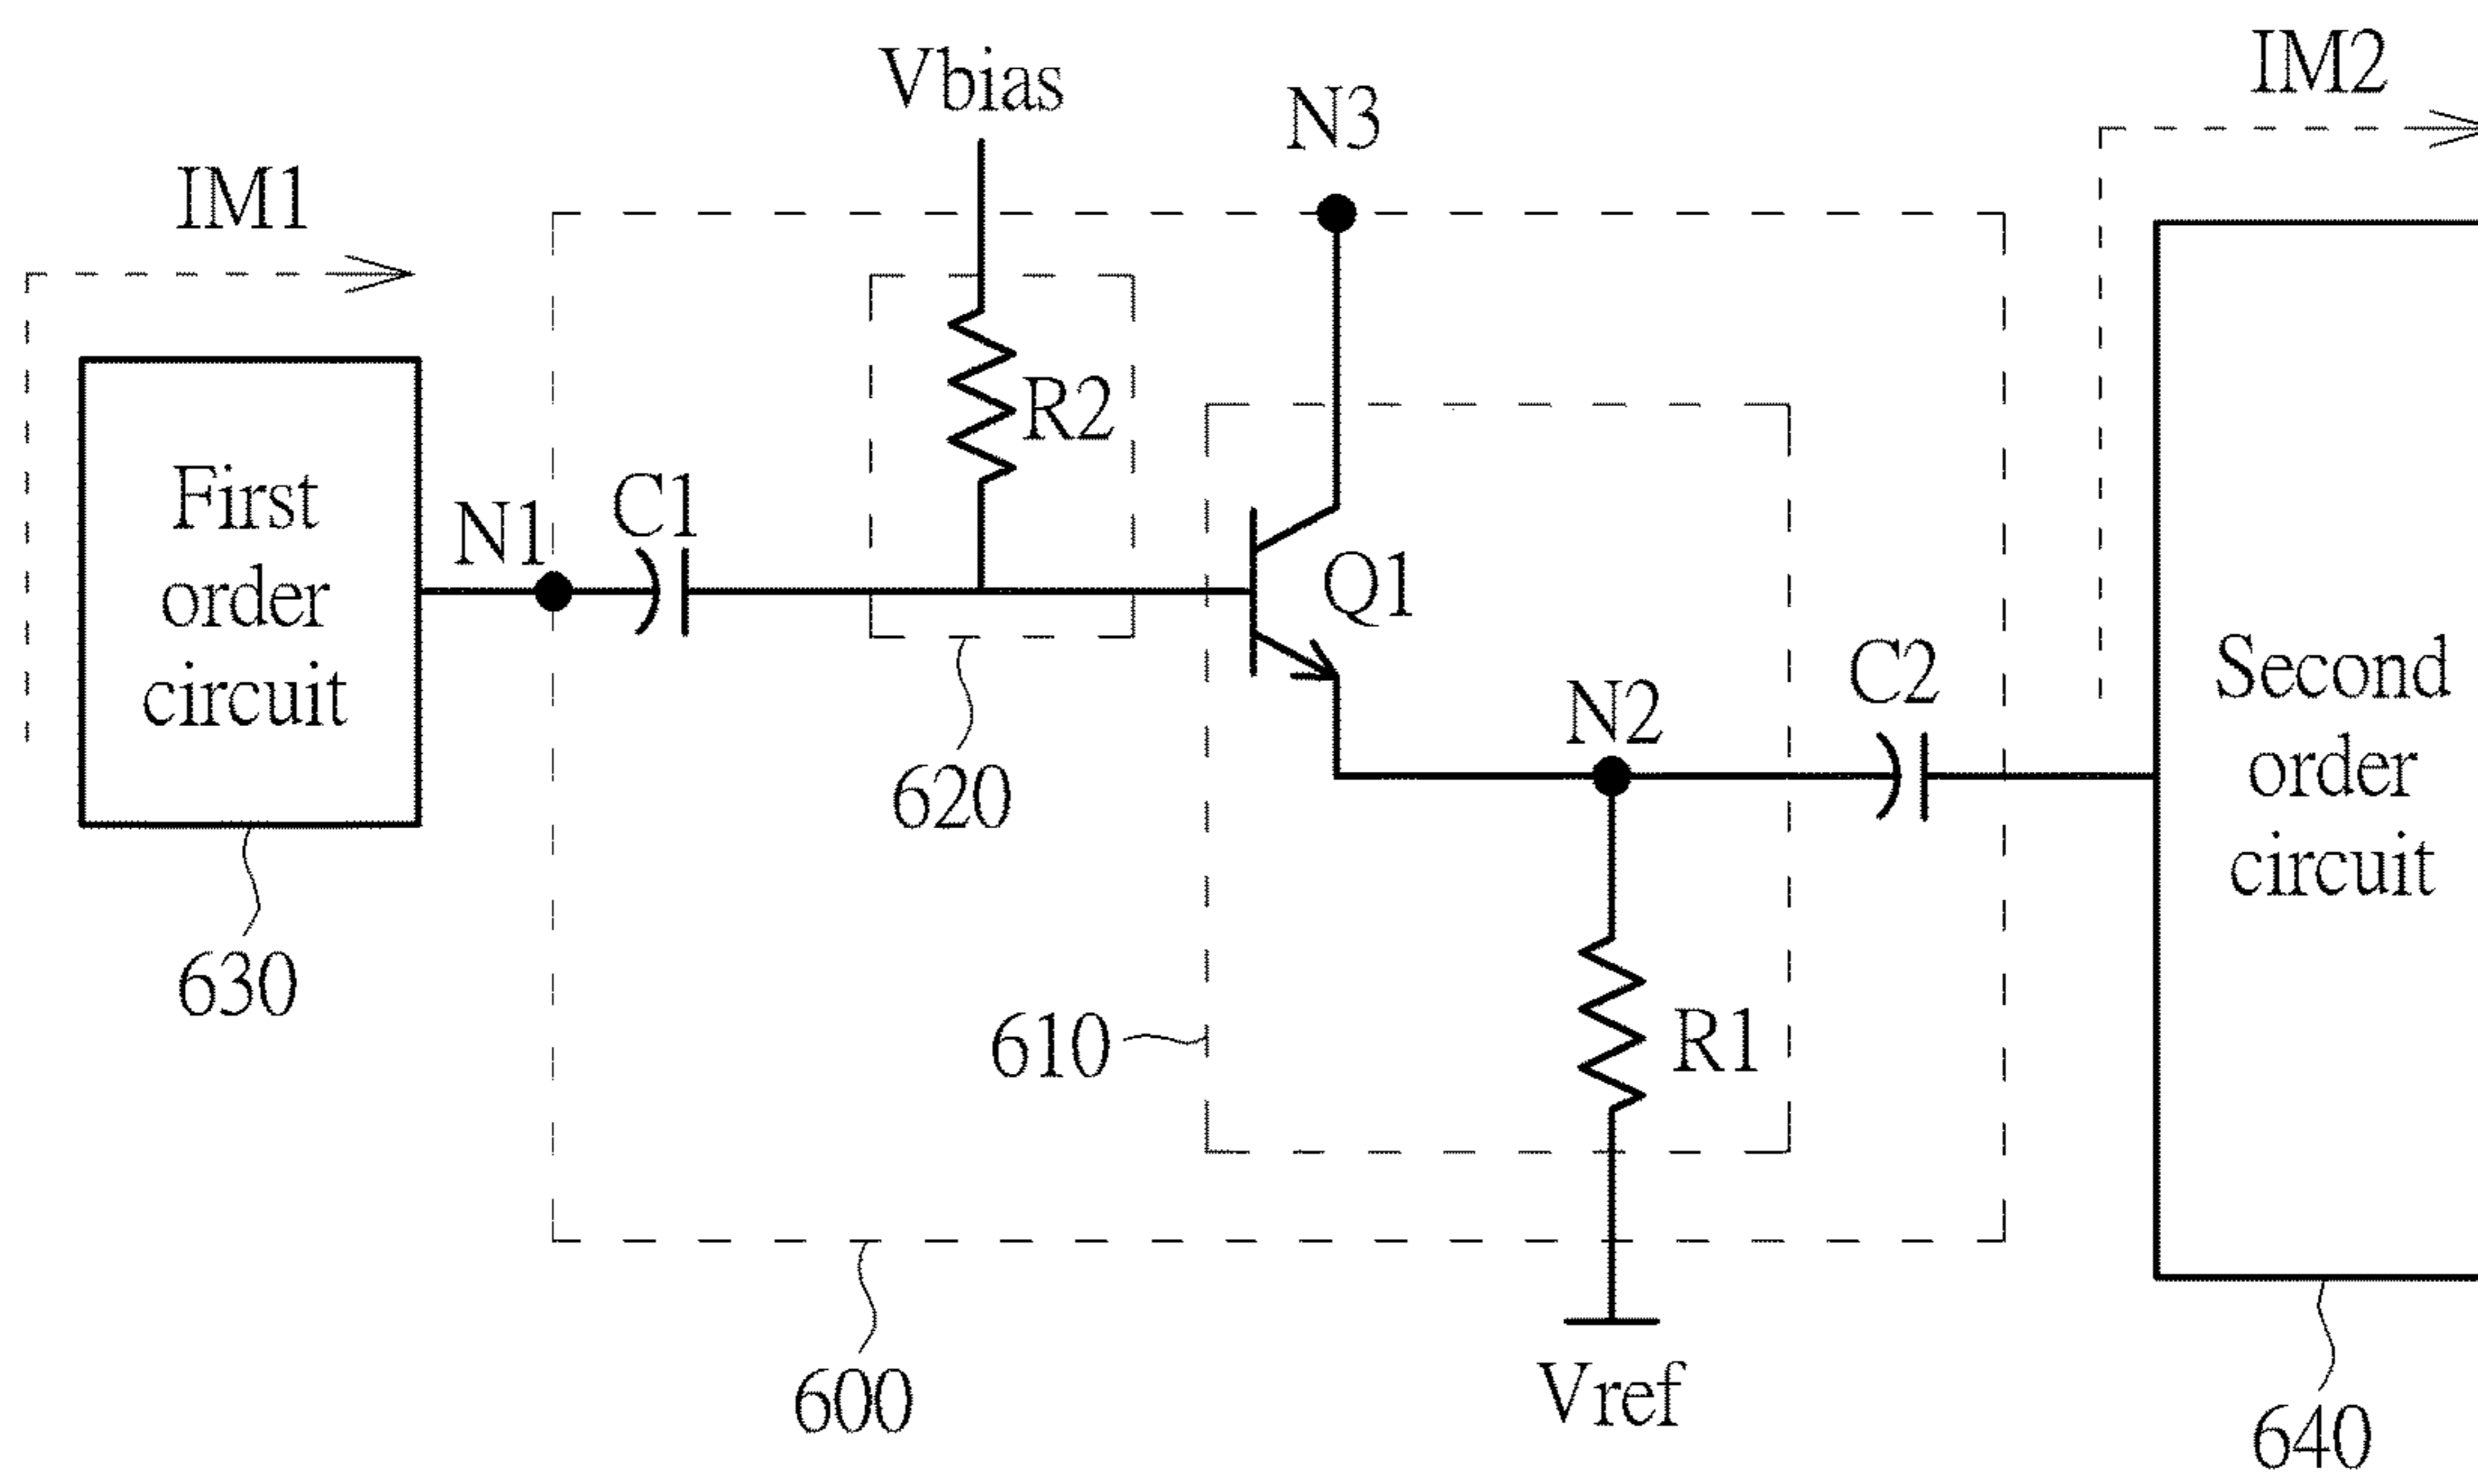 Vbias
N3
IM2
IM1
R2
First
order
circuit
N1
C1
Q1
N2
C2
Second
order
circuit
620
630
610
R1
600
Vref
640